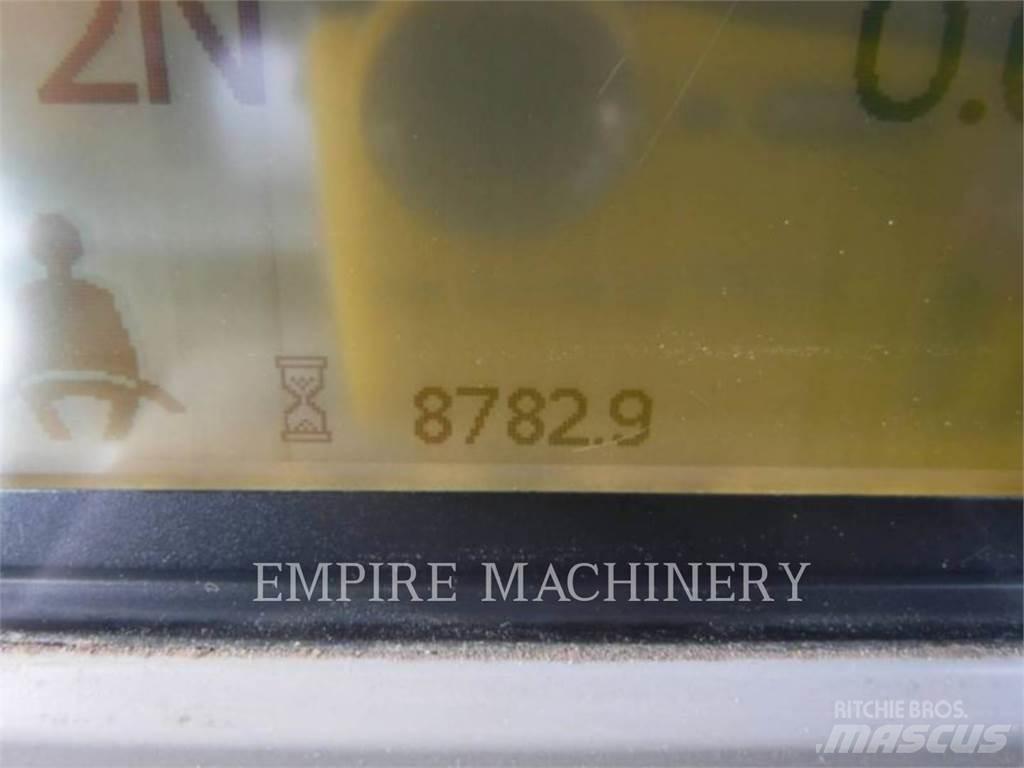 2N
8782.9
EMPIRE MACHINERY
RITCHIE BROS.
MASCUS